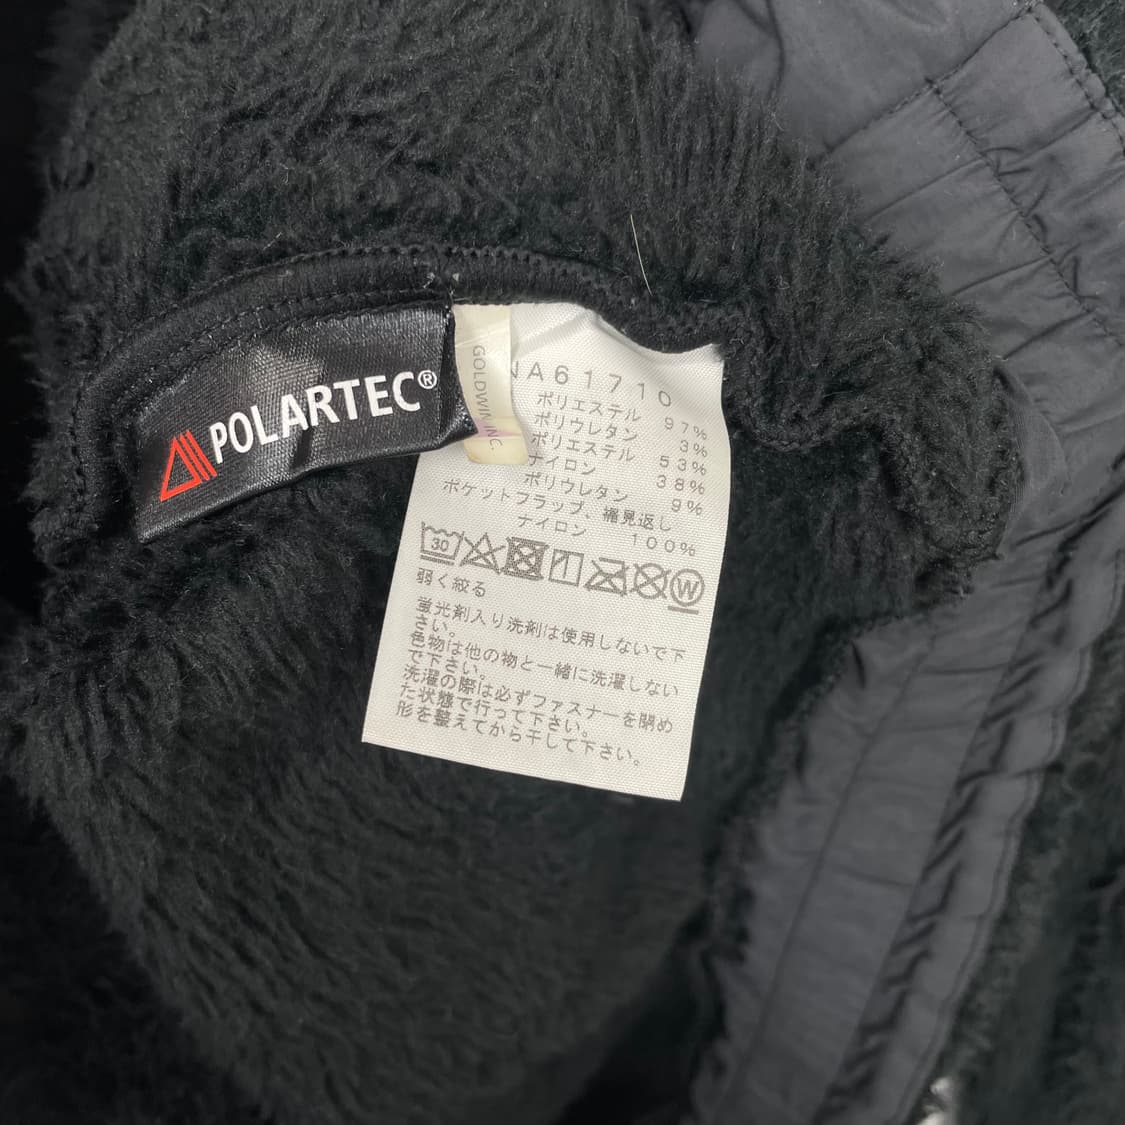 POLARTEC®
GOLDWIN INC.
NA61710
ポリエステル 97%
ポリウレタン 3%
ポリエステル 53%
ナイロン 38%
ポリウレタン 9%
ポケットフラップ、裾見返し
ナイロン 100%
30
W
弱く絞る
蛍光剤入り洗剤は使用しないで下
さい。
色物は他の物と一緒に洗濯しない
で下さい。
洗濯の際は必ずファスナーを閉め
た状態で行って下さい。
形を整えてから干して下さい。